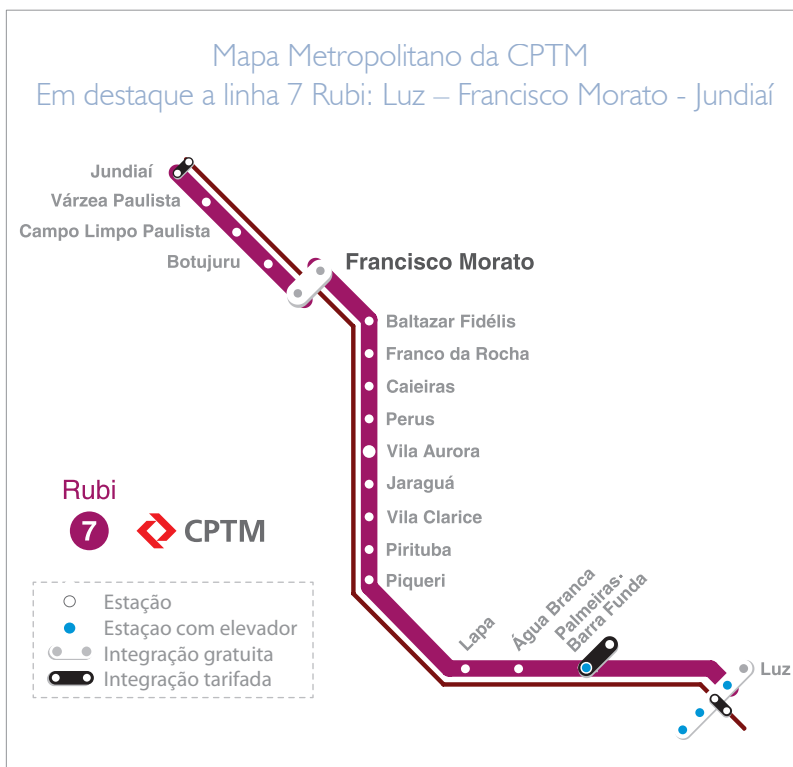 Mapa Metropolitano da CPTM
Em destaque a linha 7 Rubi: Luz – Francisco Morato - Jundiaí
Jundiaí
Várzea Paulista
Campo Limpo Paulista
Botujuru
Francisco Morato
Baltazar Fidélis
Franco da Rocha
Caieiras
Perus
Vila Aurora
Jaraguá
Vila Clarice
Pirituba
Piqueri
Lapa
Água Branca
Palmeiras-
Barra Funda
Luz
Rubi
7
CPTM
Estação
Estaçao com elevador
Integração gratuita
Integração tarifada